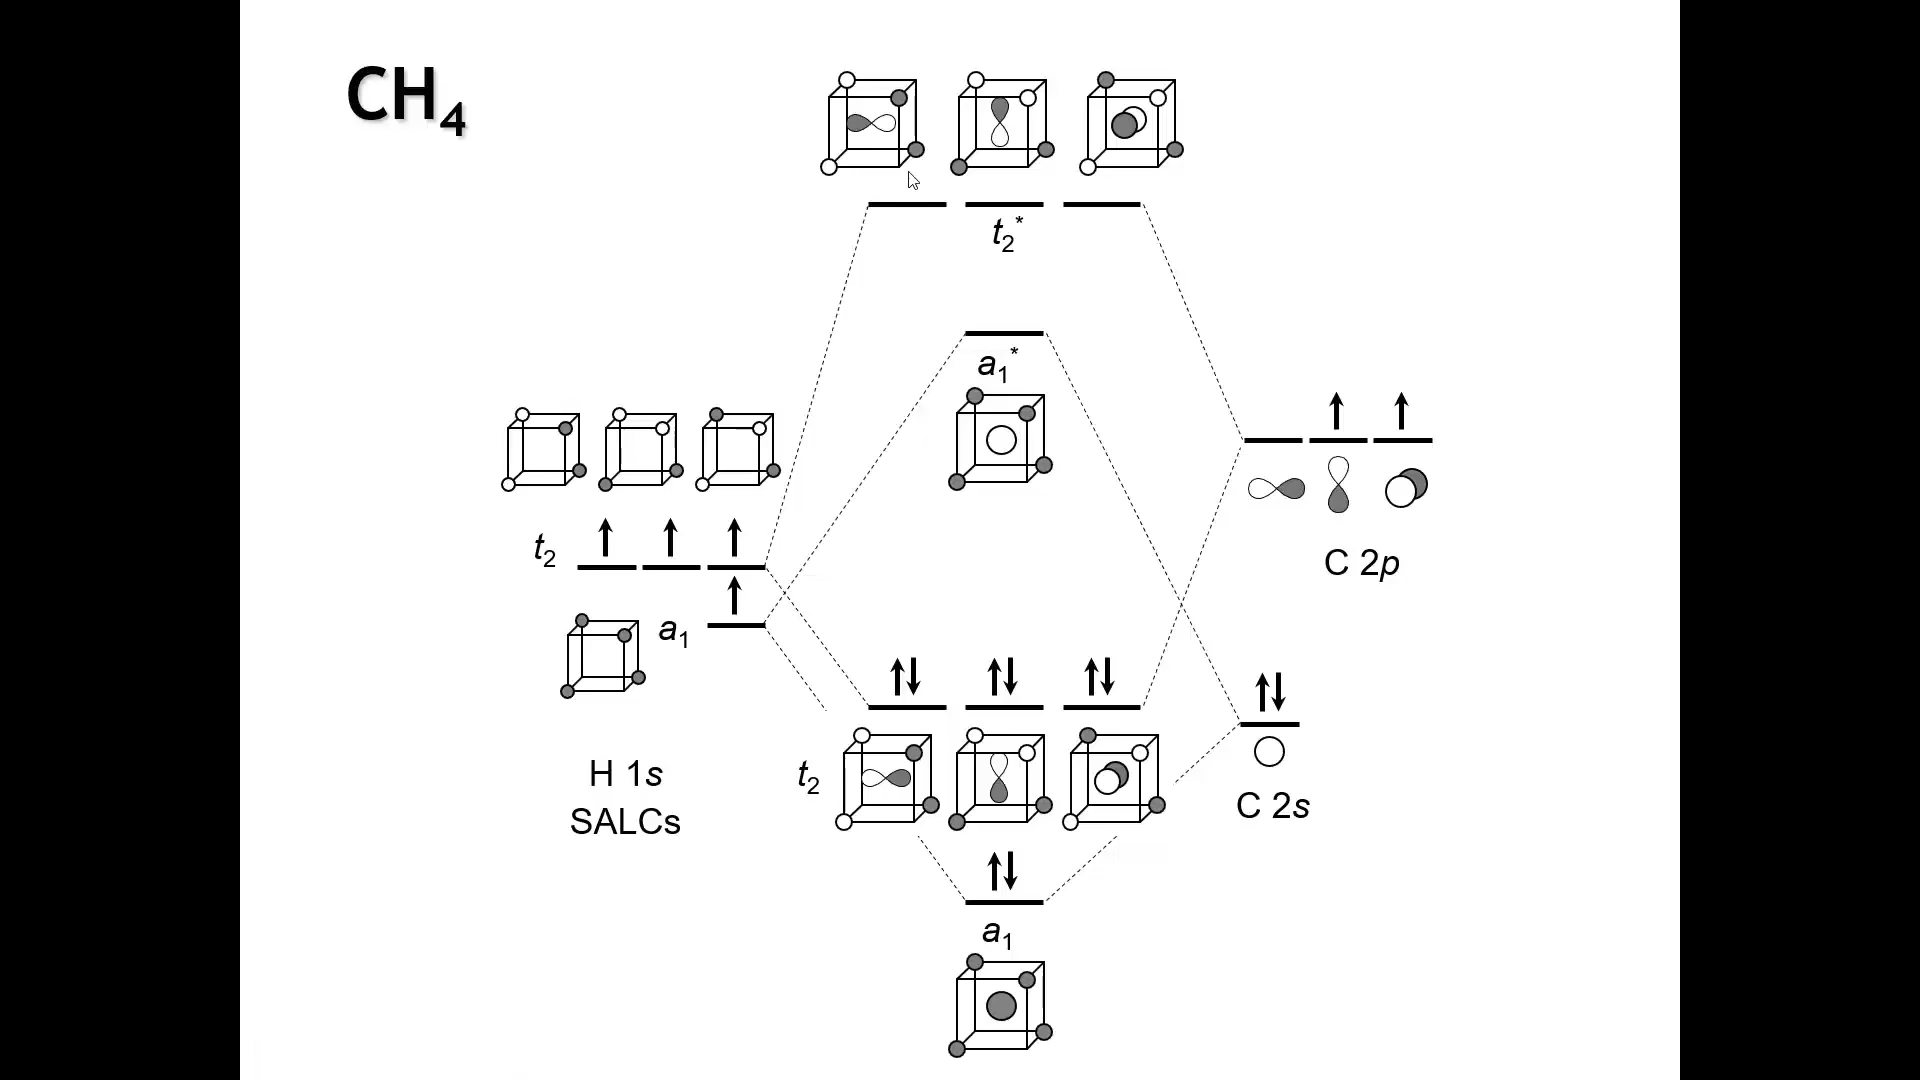 CH₄
t₂*
a₁*
t₂
C 2p
a₁
H 1s
SALCs
t₂
C 2s
a₁